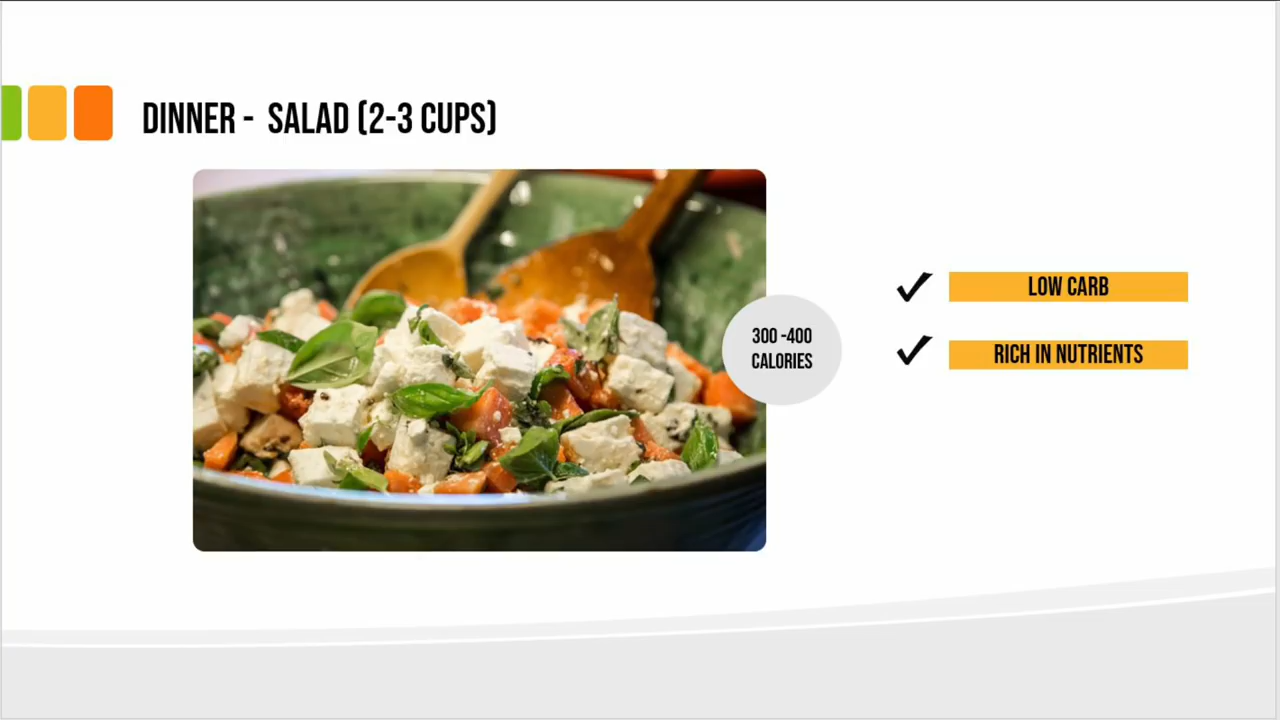 DINNER - SALAD (2-3 CUPS)
300 -400
CALORIES
LOW CARB
RICH IN NUTRIENTS